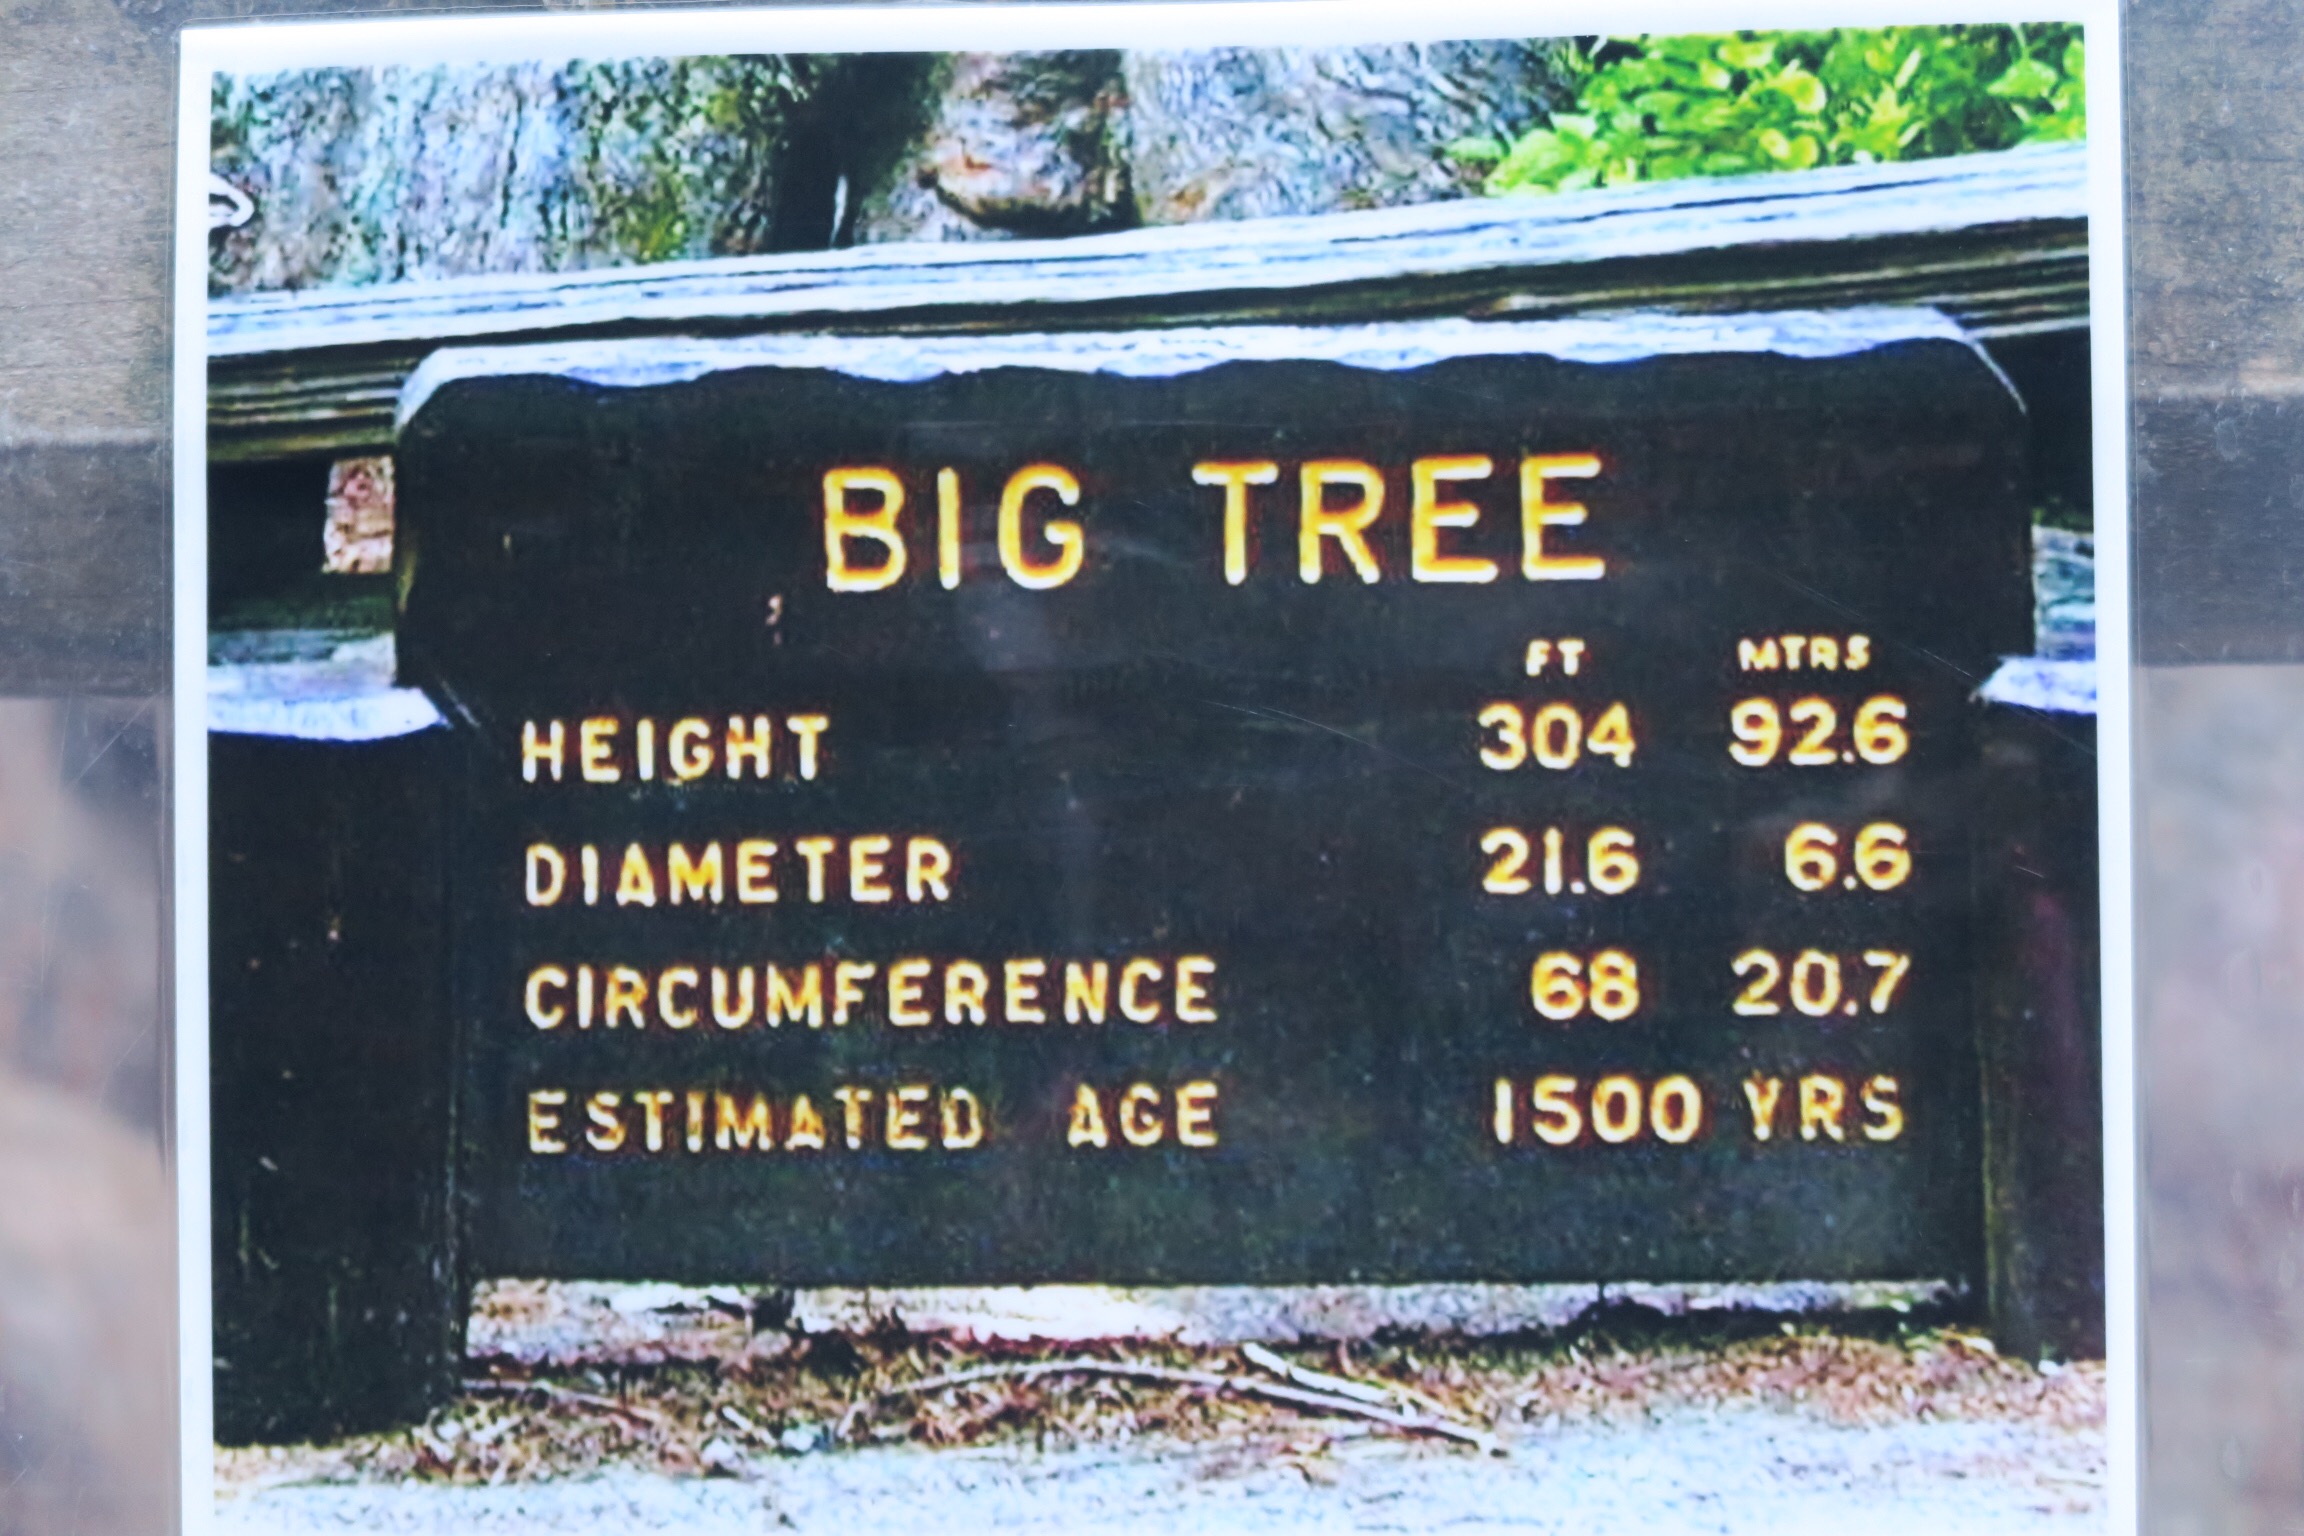 BIG TREE
FT MTRS
HEIGHT 304 92.6
DIAMETER 21.6 6.6
CIRCUMFERENCE 68 20.7
ESTIMATED AGE 1500 YRS